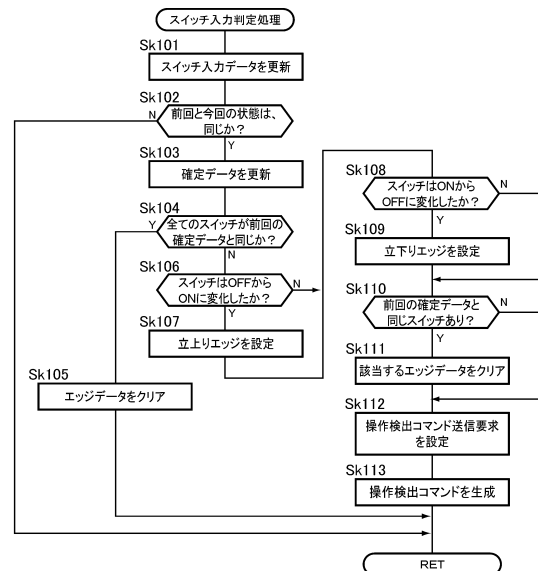 スイッチ入力判定処理
Sk101
スイッチ入力データを更新
Sk102
N
前回と今回の状態は、
同じか？
Y
Sk103
確定データを更新
Sk104
Y
全てのスイッチが前回の
確定データと同じか？
N
Sk106
スイッチはOFFから
ONに変化したか？
N
Y
Sk107
立上りエッジを設定
Sk105
エッジデータをクリア
Sk108
スイッチはONから
OFFに変化したか？
N
Y
Sk109
立下りエッジを設定
Sk110
前回の確定データと
同じスイッチあり？
N
Y
Sk111
該当するエッジデータをクリア
Sk112
操作検出コマンド送信要求
を設定
Sk113
操作検出コマンドを生成
RET